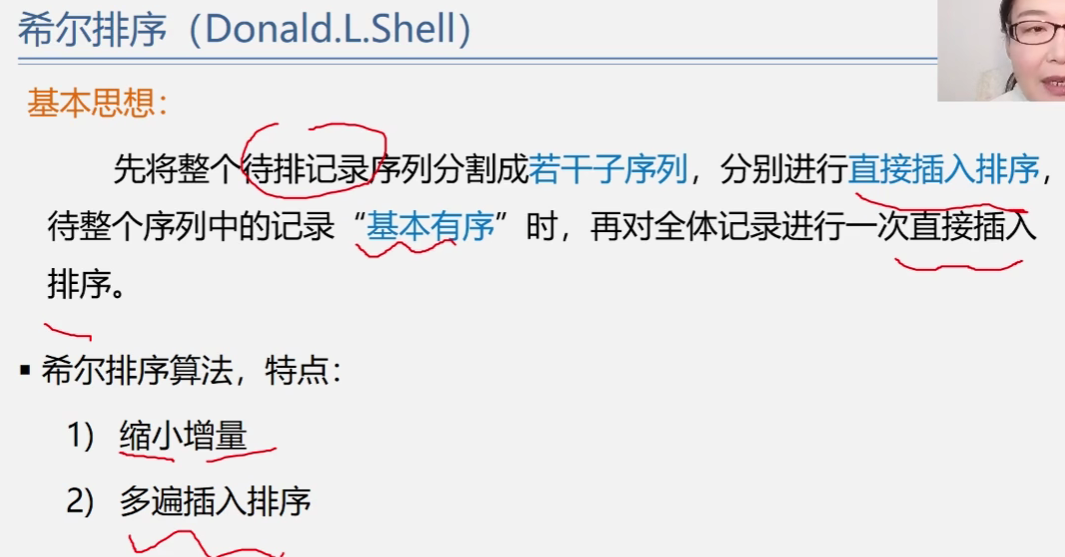 希尔排序（Donald.L.Shell）
基本思想：
先将整个待排记录序列分割成若干子序列，分别进行直接插入排序，
待整个序列中的记录“基本有序”时，再对全体记录进行一次直接插入
排序。
▪ 希尔排序算法，特点：
1） 缩小增量
2） 多遍插入排序